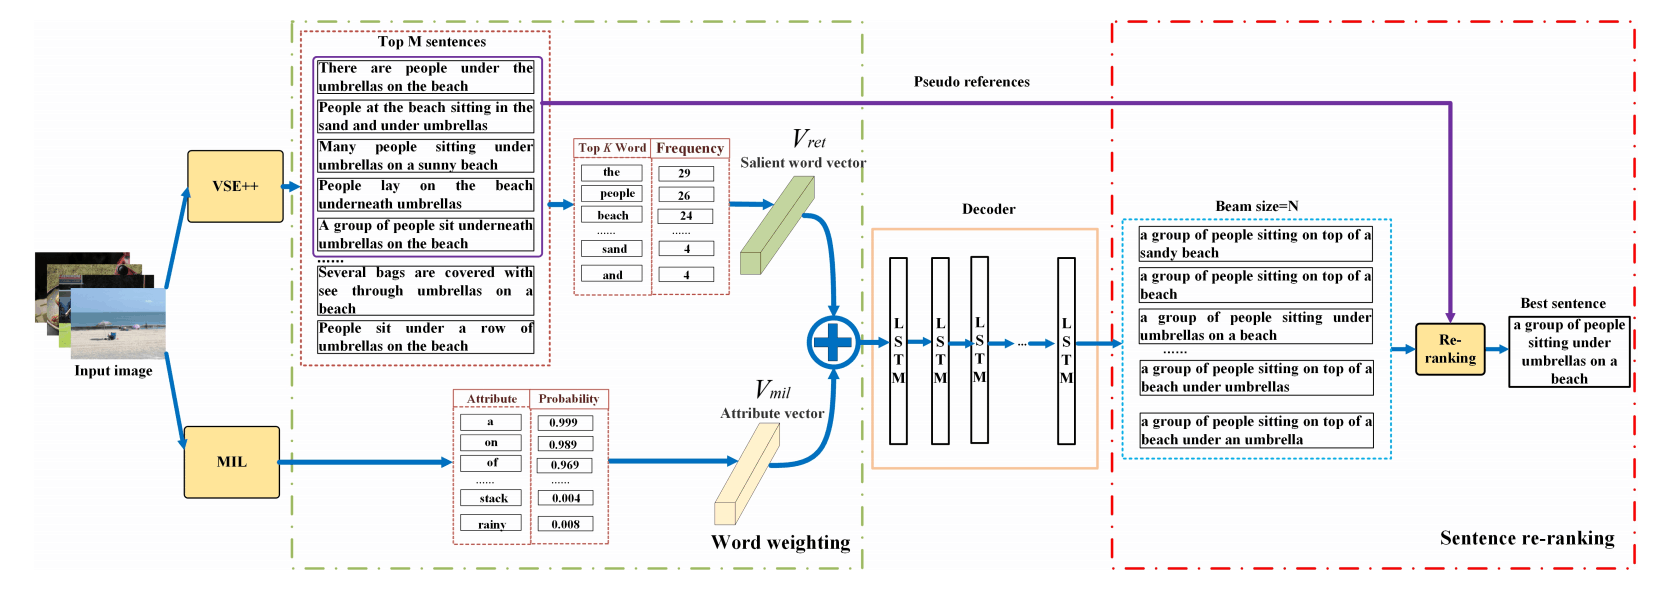 Top M sentences
There are people under the
umbrellas on the beach
People at the beach sitting in the
sand and under umbrellas
Many people sitting under
umbrellas on a sunny beach
People lay on the beach
underneath umbrellas
A group of people sit underneath
umbrellas on the beach
......
Several bags are covered with
see through umbrellas on a
beach
People sit under a row of
umbrellas on the beach
VSE++
Input image
MIL
Top K Word Frequency
the 29
people 26
beach 24
...... ......
sand 4
and 4
Vret
Salient word vector
Attribute Probability
a 0.999
on 0.989
of 0.969
...... ......
stack 0.004
rainy 0.008
Vmil
Attribute vector
Word weighting
Pseudo references
Decoder
LSTM
LSTM
LSTM
...
LSTM
Beam size=N
a group of people sitting on top of a
sandy beach
a group of people sitting on top of a
beach
a group of people sitting under
umbrellas on a beach
......
a group of people sitting on top of a
beach under umbrellas
a group of people sitting on top of a
beach under an umbrella
Re-
ranking
Best sentence
a group of people
sitting under
umbrellas on a
beach
Sentence re-ranking